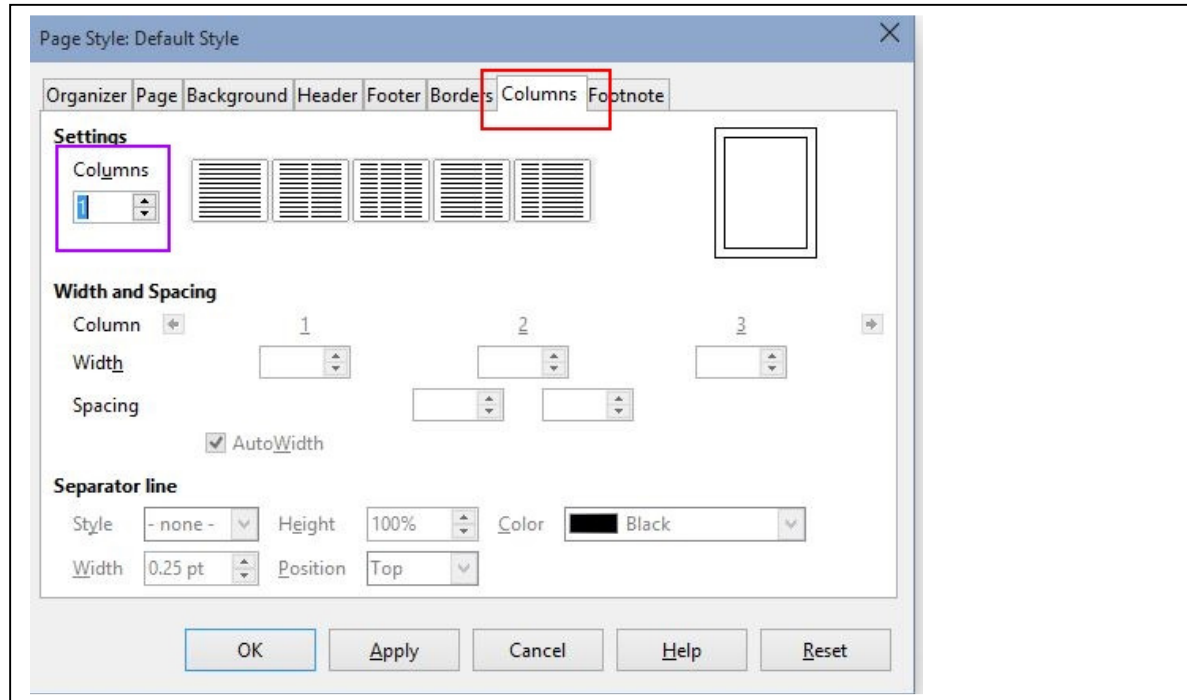 Page Style: Default Style
Organizer Page Background Header Footer Borders Columns Footnote
Settings
Columns
1
Width and Spacing
Column 1 2 3
Width
Spacing
AutoWidth
Separator line
Style - none - Height 100% Color Black
Width 0.25 pt Position Top
OK Apply Cancel Help Reset